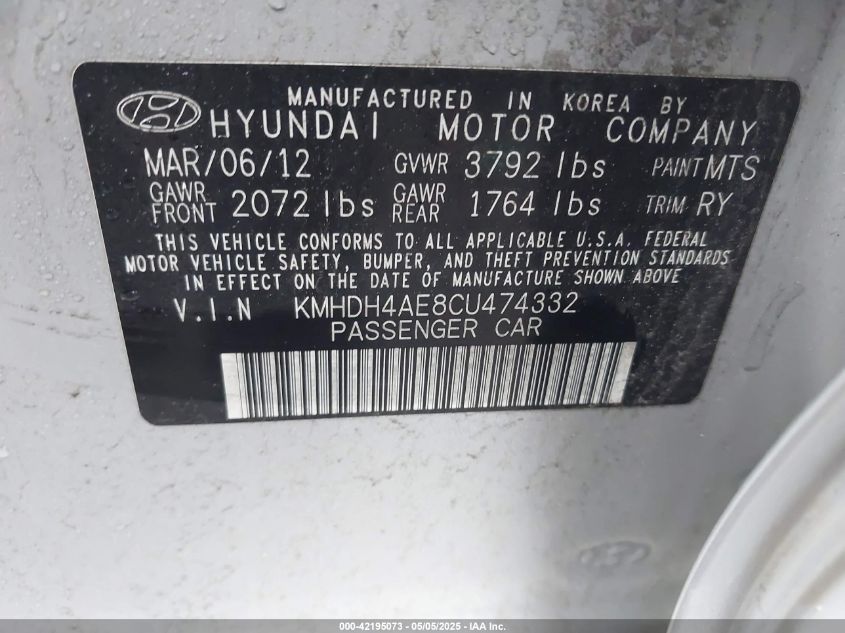 MANUFACTURED IN KOREA BY
HYUNDAI MOTOR COMPANY
MAR/06/12 GVWR 3792 lbs PAINT MTS
GAWR FRONT 2072 lbs GAWR REAR 1764 lbs TRIM RY
THIS VEHICLE CONFORMS TO ALL APPLICABLE U.S.A. FEDERAL
MOTOR VEHICLE SAFETY, BUMPER, AND THEFT PREVENTION STANDARDS
IN EFFECT ON THE DATE OF MANUFACTURE SHOWN ABOVE
V.I.N KMHDH4AE8CU474332
PASSENGER CAR
000-42195073 - 05/05/2025 - IAA Inc.